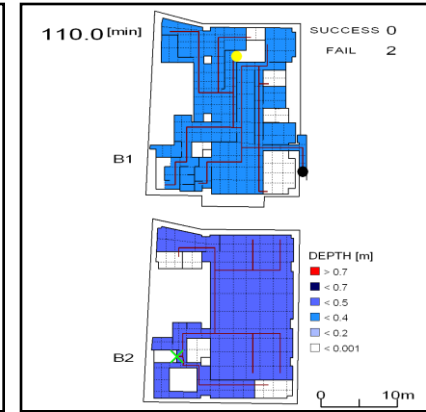 110.0 [min]
SUCCESS 0
FAIL 2
B1
DEPTH [m]
> 0.7
< 0.7
< 0.5
< 0.4
< 0.2
< 0.001
B2
0 10m